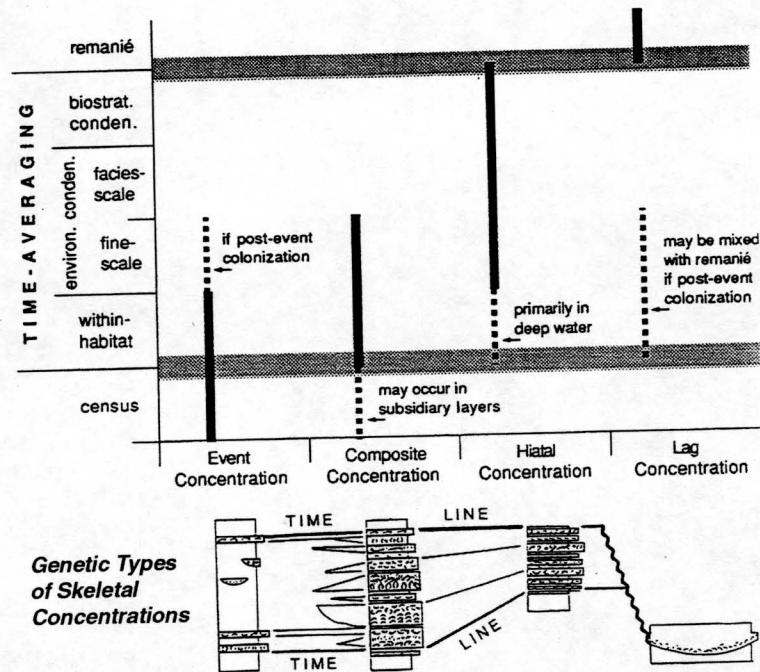 remanié
biostrat.
conden.
facies-
scale
fine-
scale
within-
habitat
census
TIME-AVERAGING
environ. conden.
if post-event
colonization
may occur in
subsidiary layers
primarily in
deep water
may be mixed
with remanié
if post-event
colonization
Event
Concentration
Composite
Concentration
Hiatal
Concentration
Lag
Concentration
Genetic Types
of Skeletal
Concentrations
TIME LINE
TIME LINE